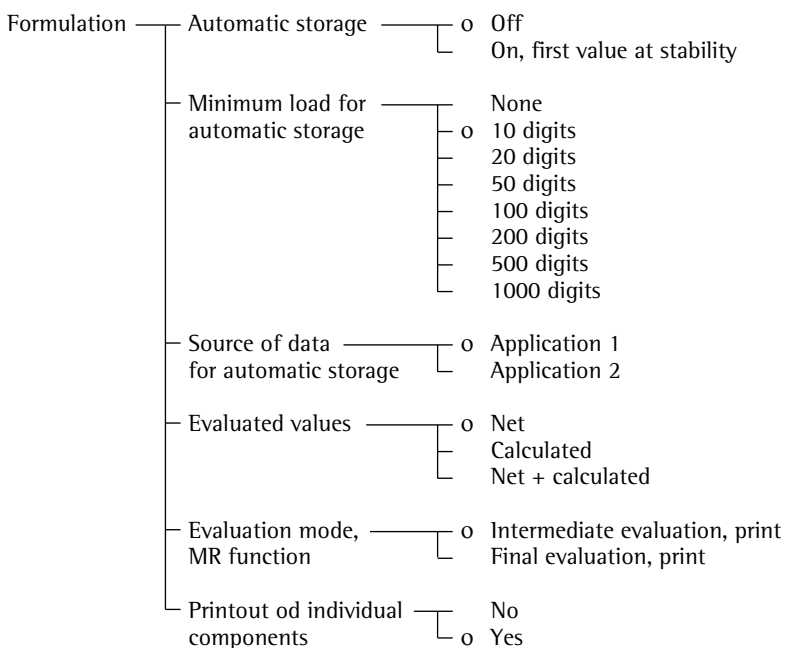 Formulation Automatic storage o Off
On, first value at stability
Minimum load for None
automatic storage o 10 digits
20 digits
50 digits
100 digits
200 digits
500 digits
1000 digits
Source of data o Application 1
for automatic storage Application 2
Evaluated values o Net
Calculated
Net + calculated
Evaluation mode, o Intermediate evaluation, print
MR function Final evaluation, print
Printout od individual No
components o Yes